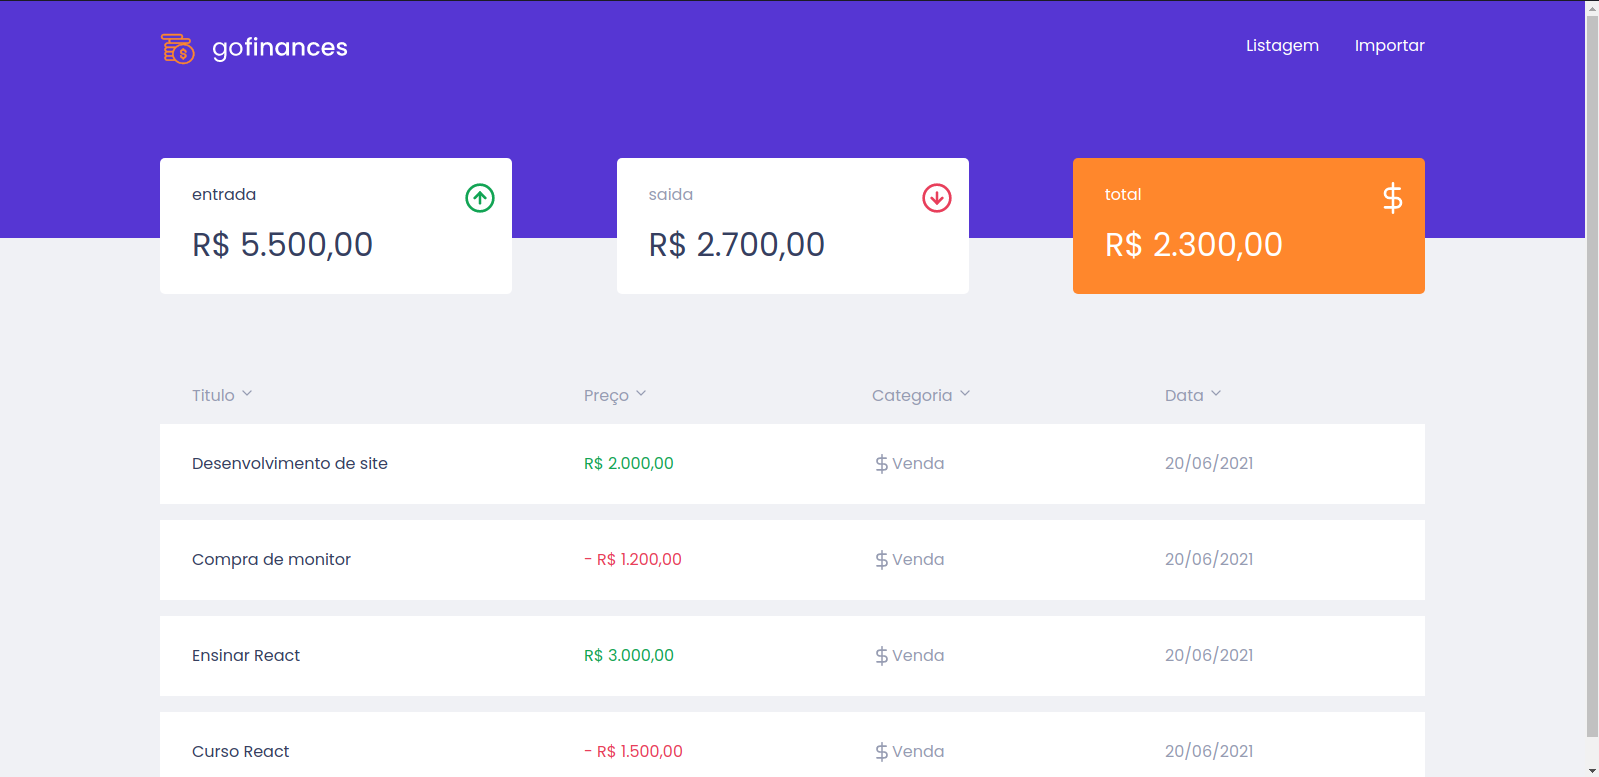 gofinances
Listagem Importar
entrada
R$ 5.500,00
saida
R$ 2.700,00
total
$
R$ 2.300,00
Titulo Preço Categoria Data
Desenvolvimento de site R$ 2.000,00 $ Venda 20/06/2021
Compra de monitor - R$ 1.200,00 $ Venda 20/06/2021
Ensinar React R$ 3.000,00 $ Venda 20/06/2021
Curso React - R$ 1.500,00 $ Venda 20/06/2021